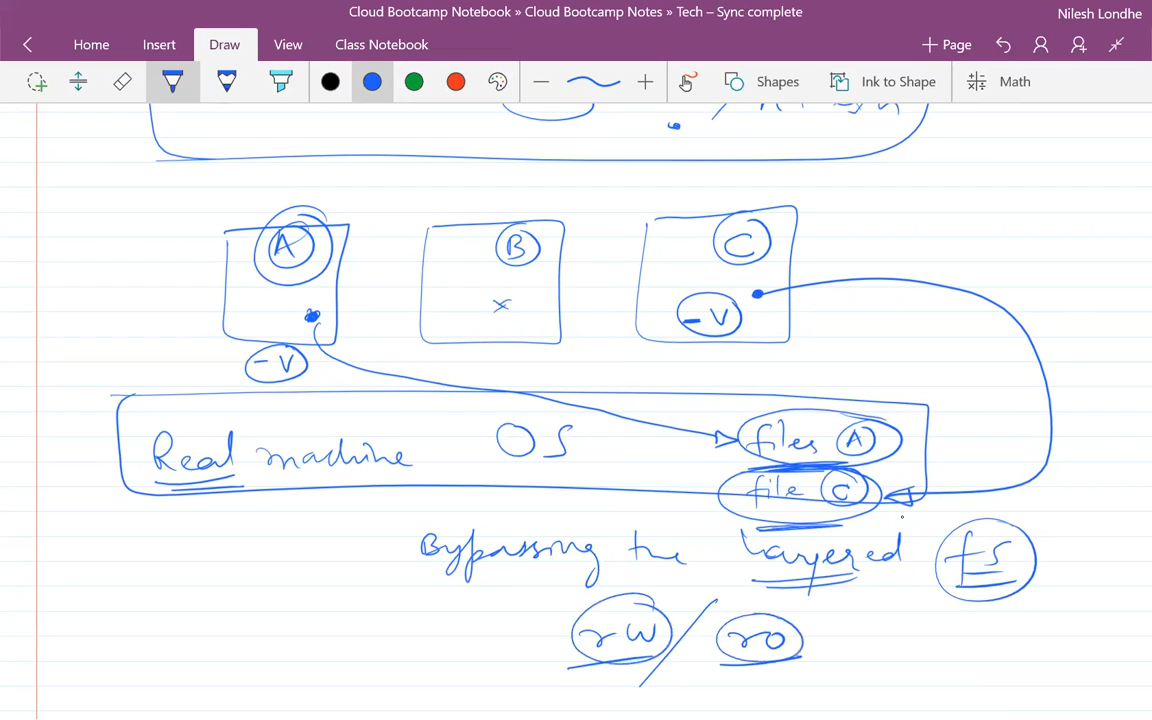 Cloud Bootcamp Notebook » Cloud Bootcamp Notes » Tech – Sync complete
Nilesh Londhe
Home Insert Draw View Class Notebook Page
Shapes Ink to Shape Math
A B C
x
- V
- V
Real machine OS files A
file C
Bypassing the Layered fs
rw / ro